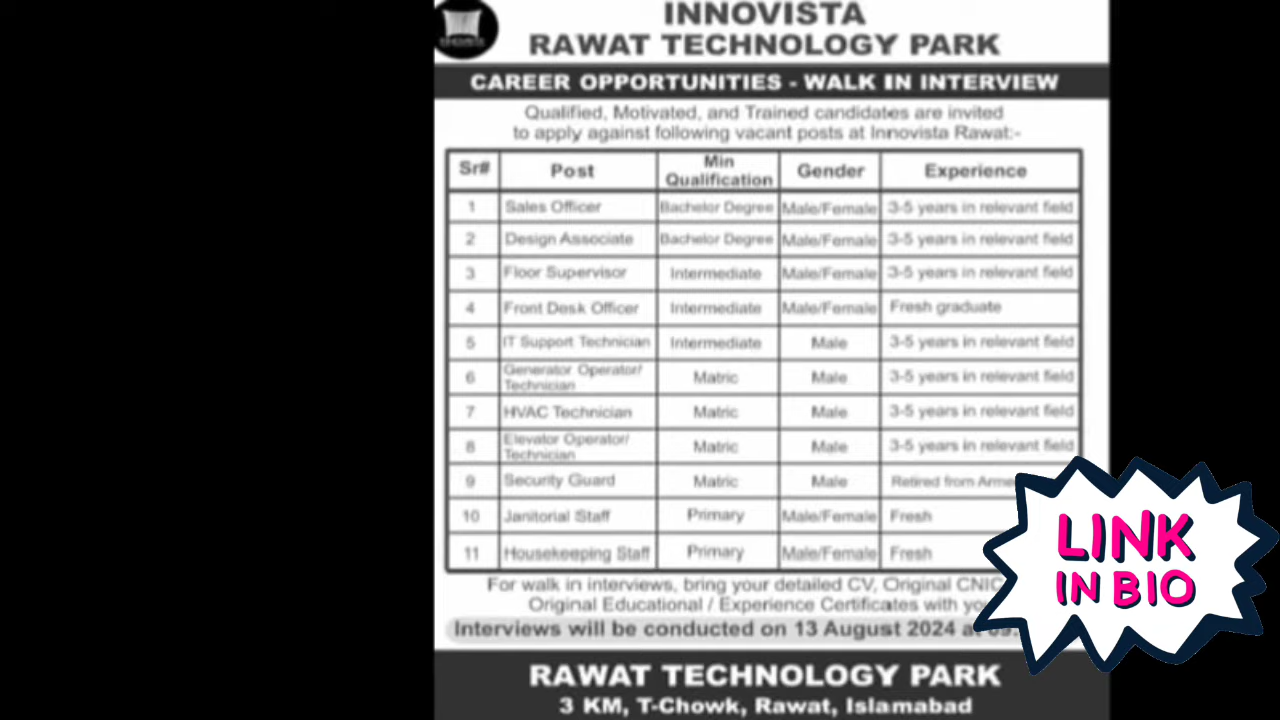 INNOVISTA
RAWAT TECHNOLOGY PARK
CAREER OPPORTUNITIES - WALK IN INTERVIEW
Qualified, Motivated, and Trained candidates are invited
to apply against following vacant posts at Innovista Rawat:-
Sr# Post Min Qualification Gender Experience
1 Sales Officer Bachelor Degree Male/Female 3-5 years in relevant field
2 Design Associate Bachelor Degree Male/Female 3-5 years in relevant field
3 Floor Supervisor Intermediate Male/Female 3-5 years in relevant field
4 Front Desk Officer Intermediate Male/Female Fresh graduate
5 IT Support Technician Intermediate Male 3-5 years in relevant field
6 Generator Operator/ Technician Matric Male 3-5 years in relevant field
7 HVAC Technician Matric Male 3-5 years in relevant field
8 Elevator Operator/ Technician Matric Male 3-5 years in relevant field
9 Security Guard Matric Male Retired from
10 Janitorial Staff Primary Male/Female Fresh
11 Housekeeping Staff Primary Male/Female Fresh
For walk in interviews, bring your detailed CV, Original CNIC
Original Educational / Experience Certificates with
Interviews will be conducted on 13 August 2024
RAWAT TECHNOLOGY PARK
3 KM, T-Chowk, Rawat, Islamabad
LINK
IN BIO